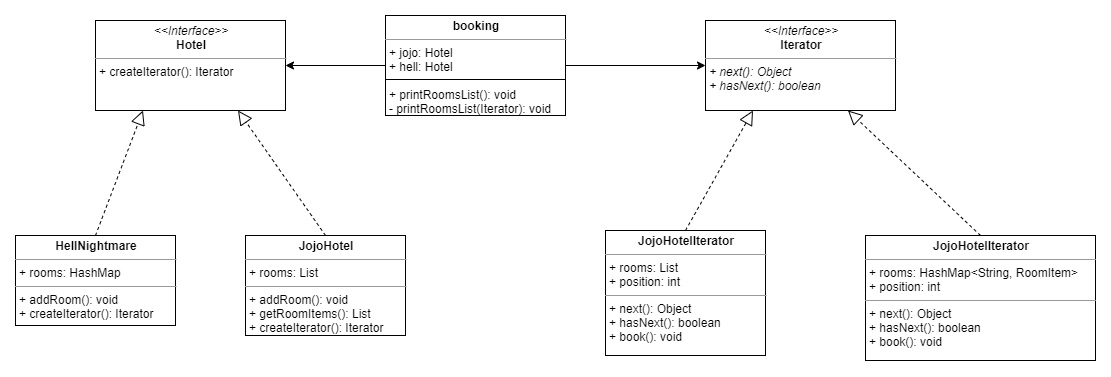 <<Interface>>
Hotel
+ createIterator(): Iterator
booking
+ jojo: Hotel
+ hell: Hotel
+ printRoomsList(): void
- printRoomsList(Iterator): void
<<Interface>>
Iterator
+ next(): Object
+ hasNext(): boolean
HellNightmare
+ rooms: HashMap
+ addRoom(): void
+ createIterator(): Iterator
JojoHotel
+ rooms: List
+ addRoom(): void
+ getRoomItems(): List
+ createIterator(): Iterator
JojoHotelIterator
+ rooms: List
+ position: int
+ next(): Object
+ hasNext(): boolean
+ book(): void
JojoHotelIterator
+ rooms: HashMap<String, RoomItem>
+ position: int
+ next(): Object
+ hasNext(): boolean
+ book(): void